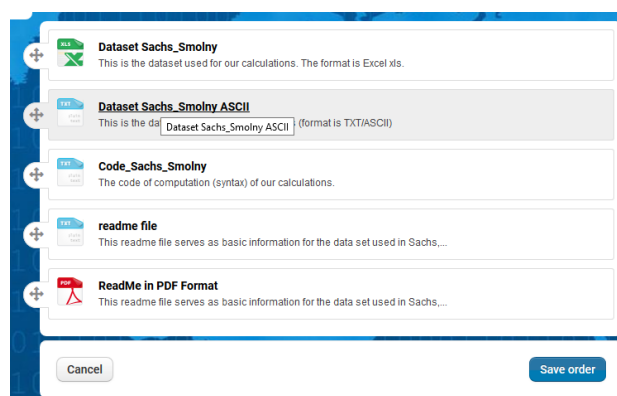 XLS
Dataset Sachs_Smolny
This is the dataset used for our calculations. The format is Excel xls.
TXT
Dataset Sachs_Smolny ASCII
This is the da
Dataset Sachs_Smolny ASCII
(format is TXT/ASCII)
TXT
Code_Sachs_Smolny
The code of computation (syntax) of our calculations.
TXT
readme file
This readme file serves as basic information for the data set used in Sachs,...
PDF
ReadMe in PDF Format
This readme file serves as basic information for the data set used in Sachs,...
Cancel
Save order